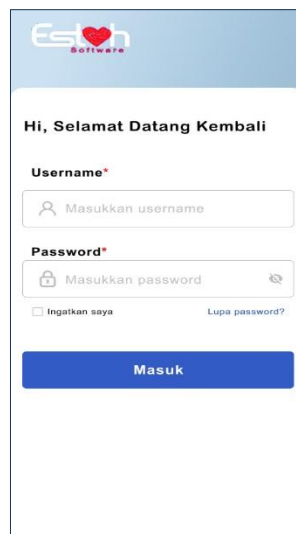 Software
Hi, Selamat Datang Kembali
Username*
Masukkan username
Password*
Masukkan password
Ingatkan saya
Lupa password?
Masuk